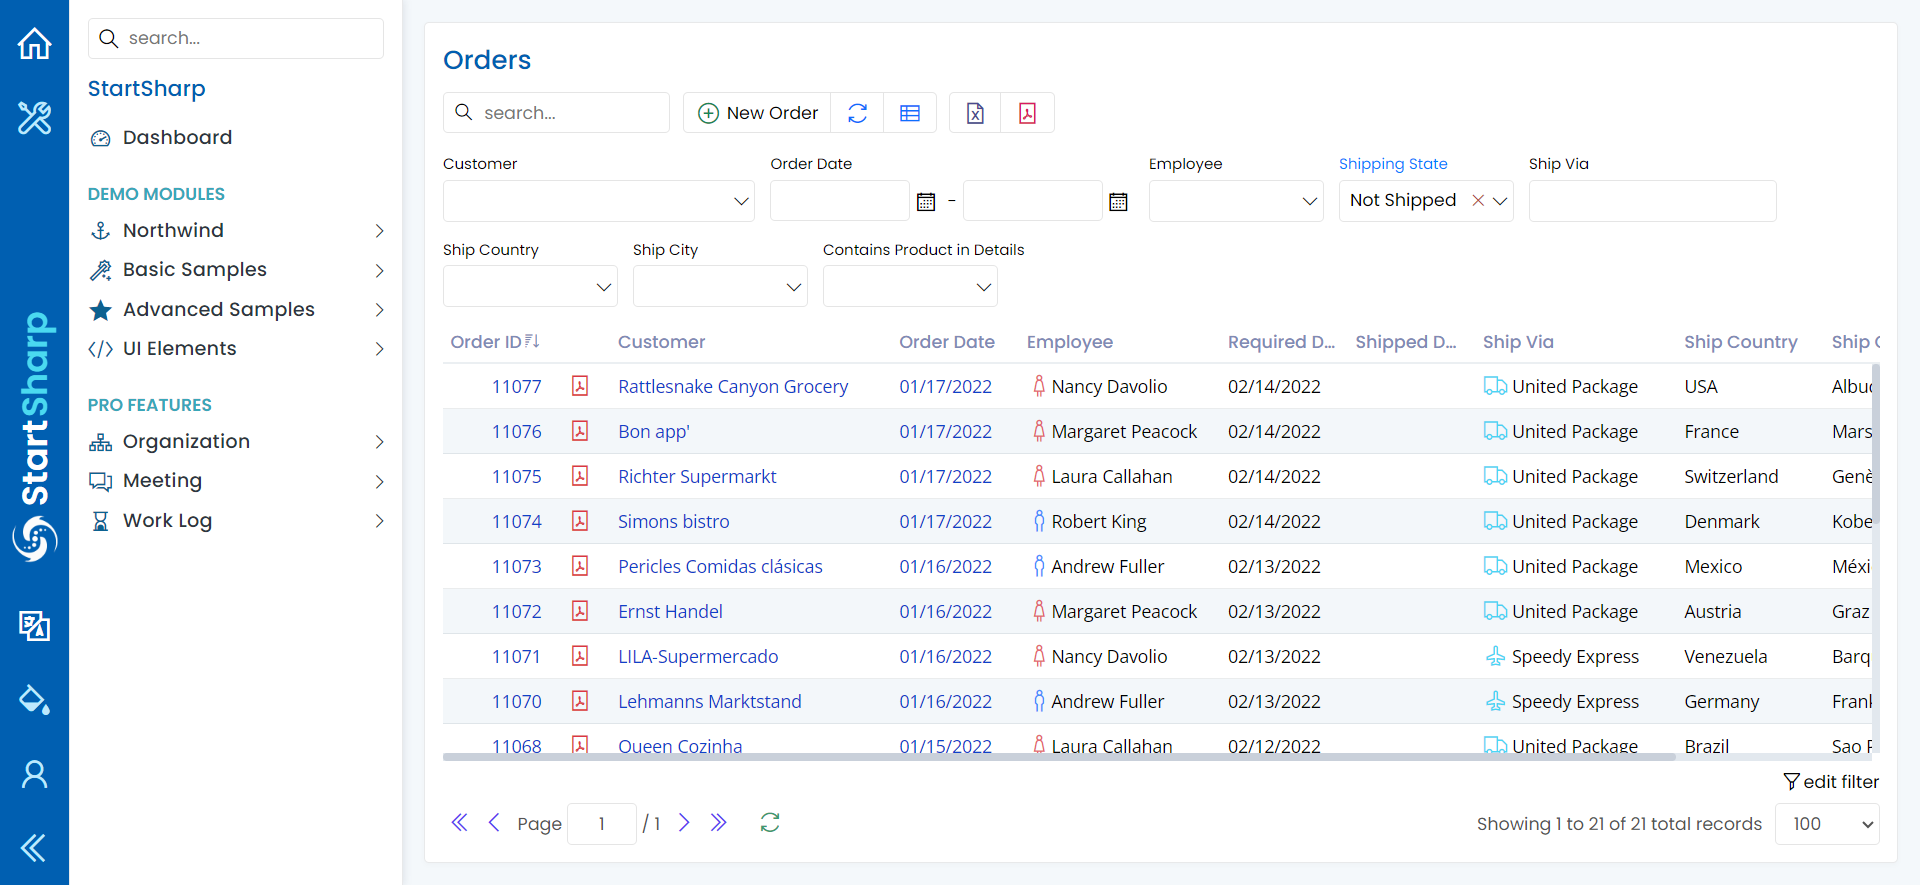 search...
StartSharp
Dashboard
DEMO MODULES
Northwind
Basic Samples
Advanced Samples
UI Elements
PRO FEATURES
Organization
Meeting
Work Log
StartSharp
Orders
search...
New Order
Customer
Order Date
Employee
Shipping State
Ship Via
-
Not Shipped
Ship Country
Ship City
Contains Product in Details
Order ID Customer Order Date Employee Required D... Shipped D... Ship Via Ship Country Ship
11077 Rattlesnake Canyon Grocery 01/17/2022 Nancy Davolio 02/14/2022 United Package USA Albu
11076 Bon app' 01/17/2022 Margaret Peacock 02/14/2022 United Package France Mars
11075 Richter Supermarkt 01/17/2022 Laura Callahan 02/14/2022 United Package Switzerland Genè
11074 Simons bistro 01/17/2022 Robert King 02/14/2022 United Package Denmark Kobe
11073 Pericles Comidas clásicas 01/16/2022 Andrew Fuller 02/13/2022 United Package Mexico Méxi
11072 Ernst Handel 01/16/2022 Margaret Peacock 02/13/2022 United Package Austria Graz
11071 LILA-Supermercado 01/16/2022 Nancy Davolio 02/13/2022 Speedy Express Venezuela Barq
11070 Lehmanns Marktstand 01/16/2022 Andrew Fuller 02/13/2022 Speedy Express Germany Frank
11068 Queen Cozinha 01/15/2022 Laura Callahan 02/12/2022 United Package Brazil Sao
edit filter
Page 1 / 1
Showing 1 to 21 of 21 total records 100